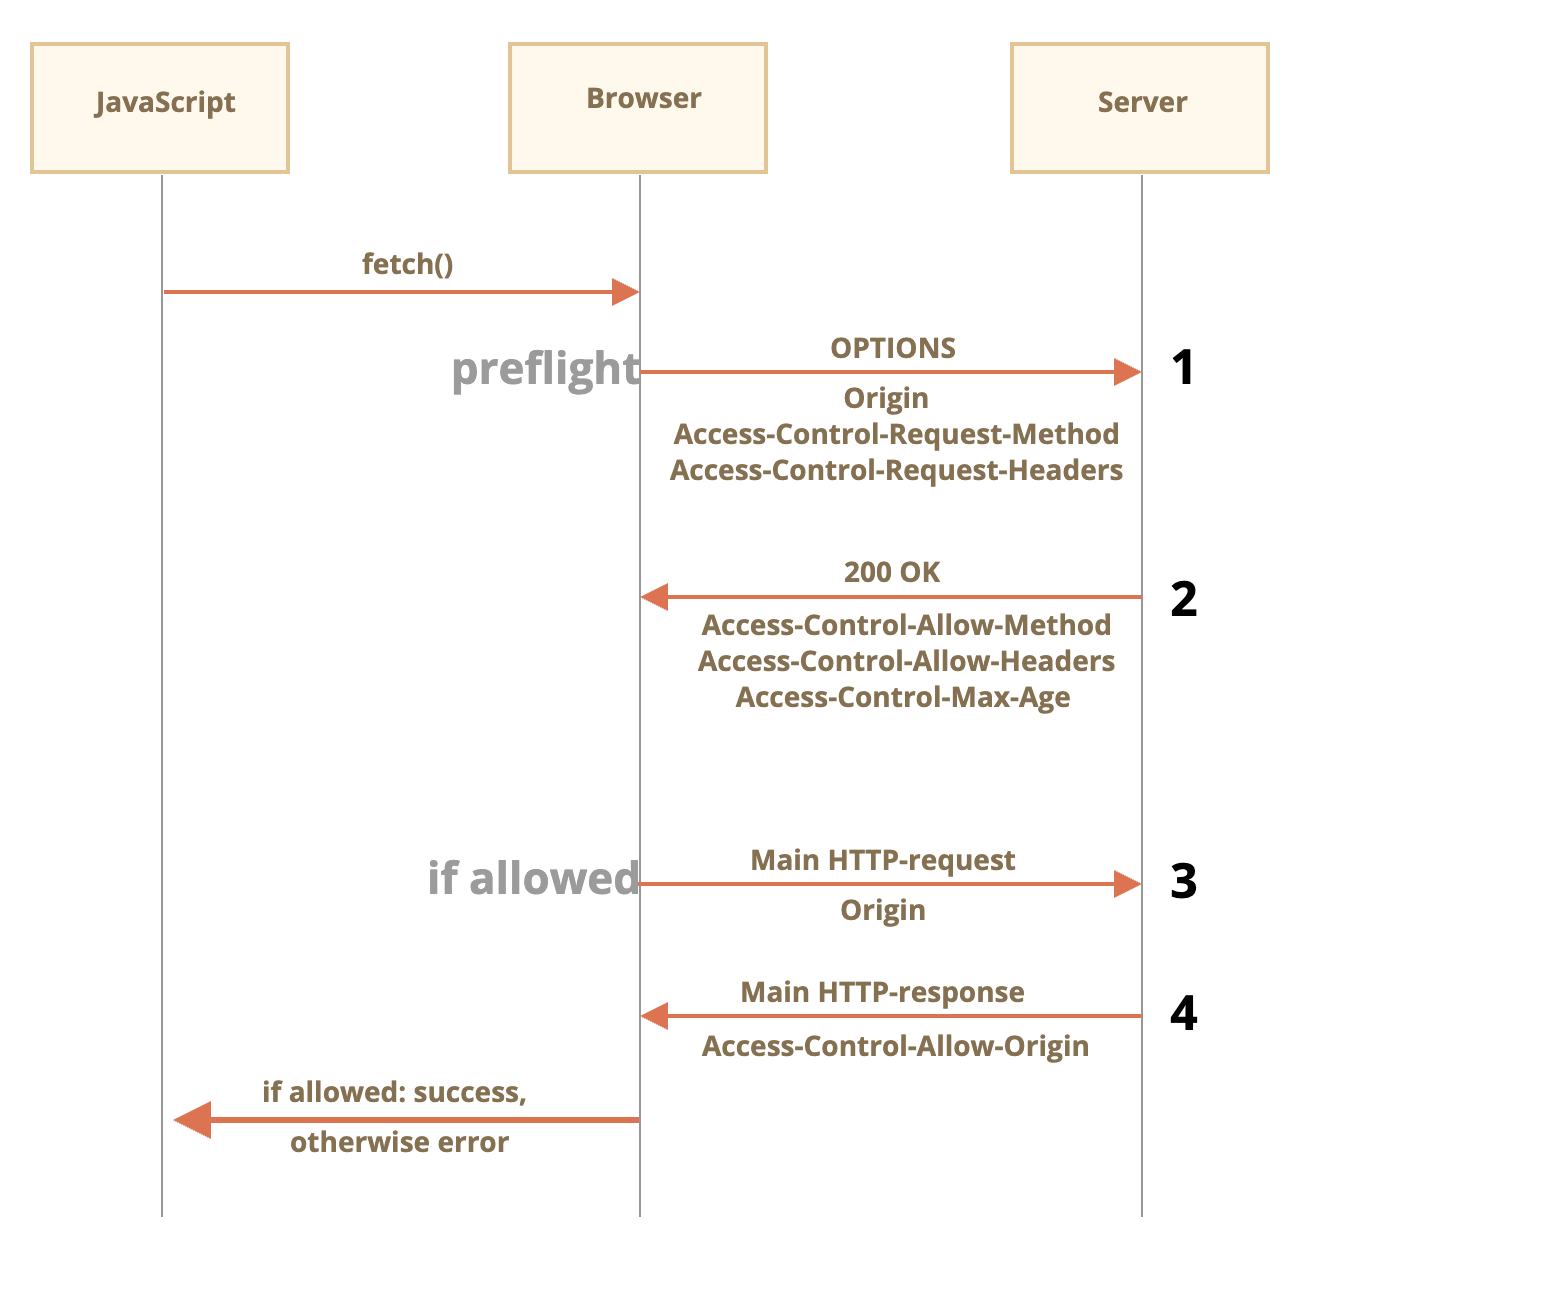 JavaScript
Browser
Server
fetch()
preflight
OPTIONS
1
Origin
Access-Control-Request-Method
Access-Control-Request-Headers
200 OK
2
Access-Control-Allow-Method
Access-Control-Allow-Headers
Access-Control-Max-Age
if allowed
Main HTTP-request
3
Origin
Main HTTP-response
4
Access-Control-Allow-Origin
if allowed: success,
otherwise error